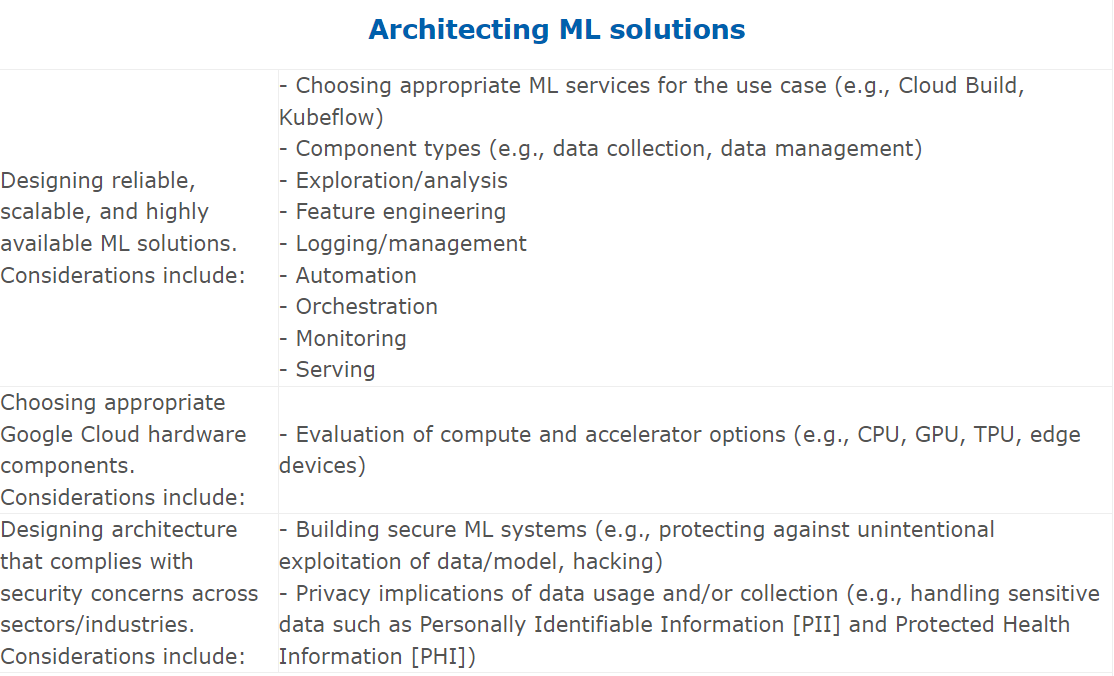 Architecting ML solutions
Designing reliable,
scalable, and highly
available ML solutions.
Considerations include:
- Choosing appropriate ML services for the use case (e.g., Cloud Build,
Kubeflow)
- Component types (e.g., data collection, data management)
- Exploration/analysis
- Feature engineering
- Logging/management
- Automation
- Orchestration
- Monitoring
- Serving
Choosing appropriate
Google Cloud hardware
components.
Considerations include:
- Evaluation of compute and accelerator options (e.g., CPU, GPU, TPU, edge
devices)
Designing architecture
that complies with
security concerns across
sectors/industries.
Considerations include:
- Building secure ML systems (e.g., protecting against unintentional
exploitation of data/model, hacking)
- Privacy implications of data usage and/or collection (e.g., handling sensitive
data such as Personally Identifiable Information [PII] and Protected Health
Information [PHI])